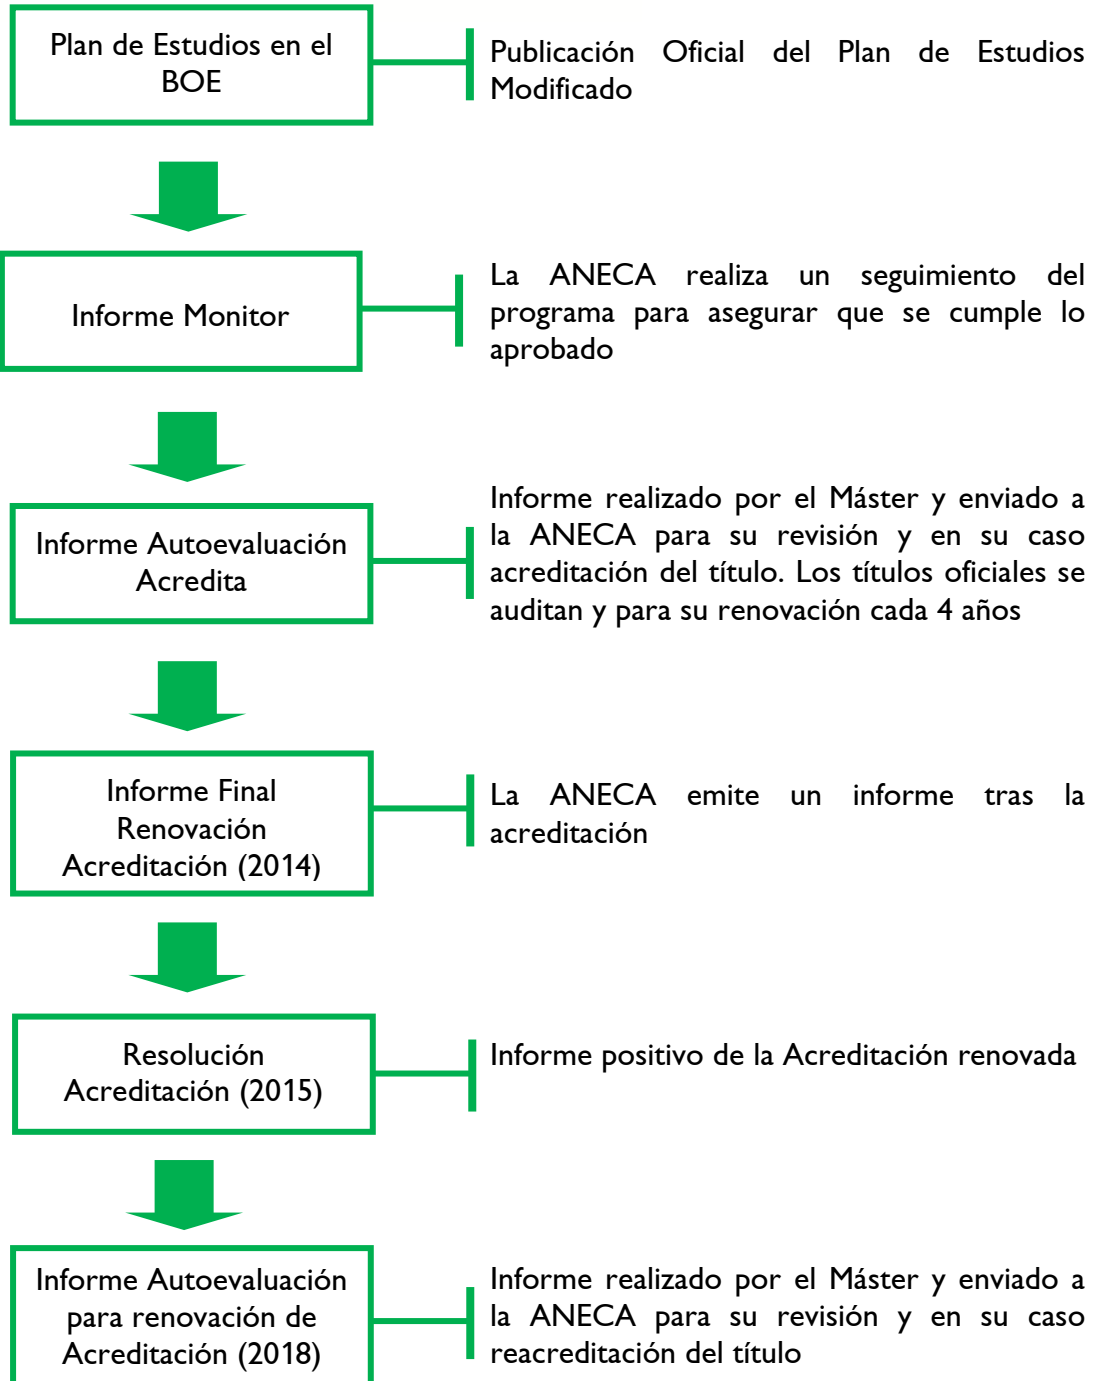 Plan de Estudios en el
BOE
Publicación Oficial del Plan de Estudios
Modificado
Informe Monitor
La ANECA realiza un seguimiento del
programa para asegurar que se cumple lo
aprobado
Informe Autoevaluación
Acredita
Informe realizado por el Máster y enviado a
la ANECA para su revisión y en su caso
acreditación del título. Los títulos oficiales se
auditan y para su renovación cada 4 años
Informe Final
Renovación
Acreditación (2014)
La ANECA emite un informe tras la
acreditación
Resolución
Acreditación (2015)
Informe positivo de la Acreditación renovada
Informe Autoevaluación
para renovación de
Acreditación (2018)
Informe realizado por el Máster y enviado a
la ANECA para su revisión y en su caso
reacreditación del título